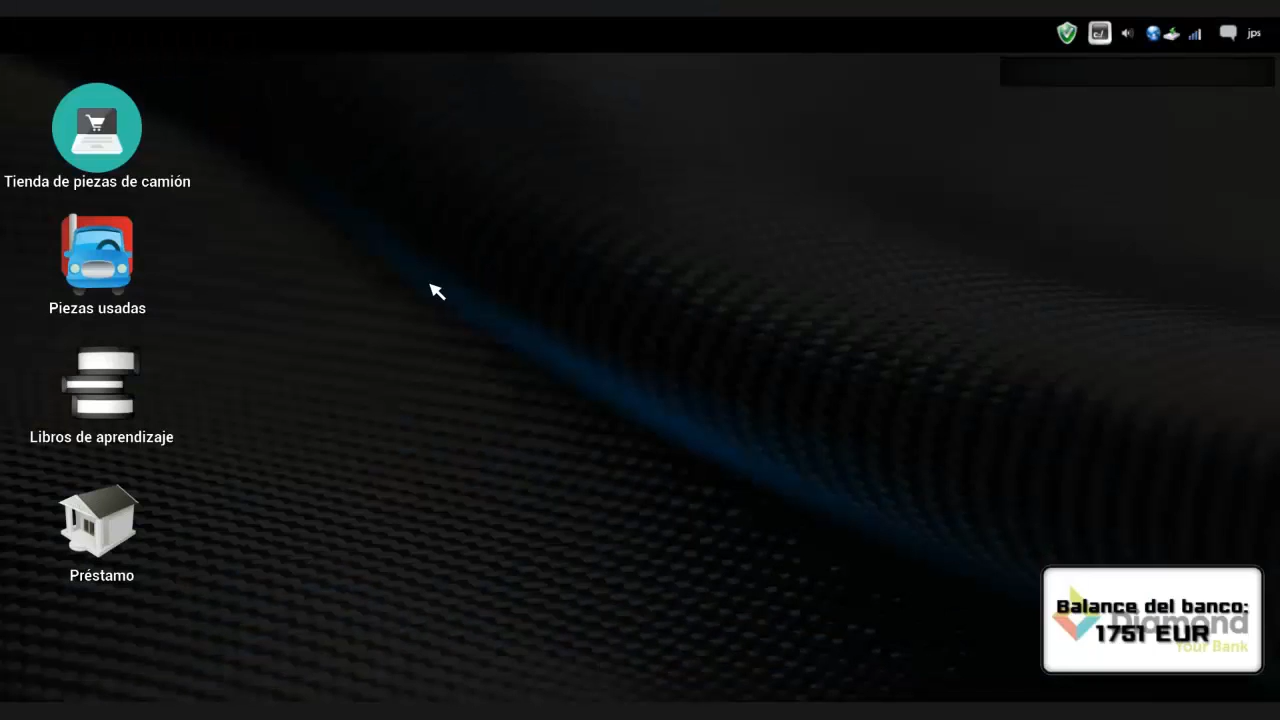 jps
Tienda de piezas de camión
Piezas usadas
Libros de aprendizaje
Préstamo
Balance del banco:
1751 EUR
Diamond
Your Bank